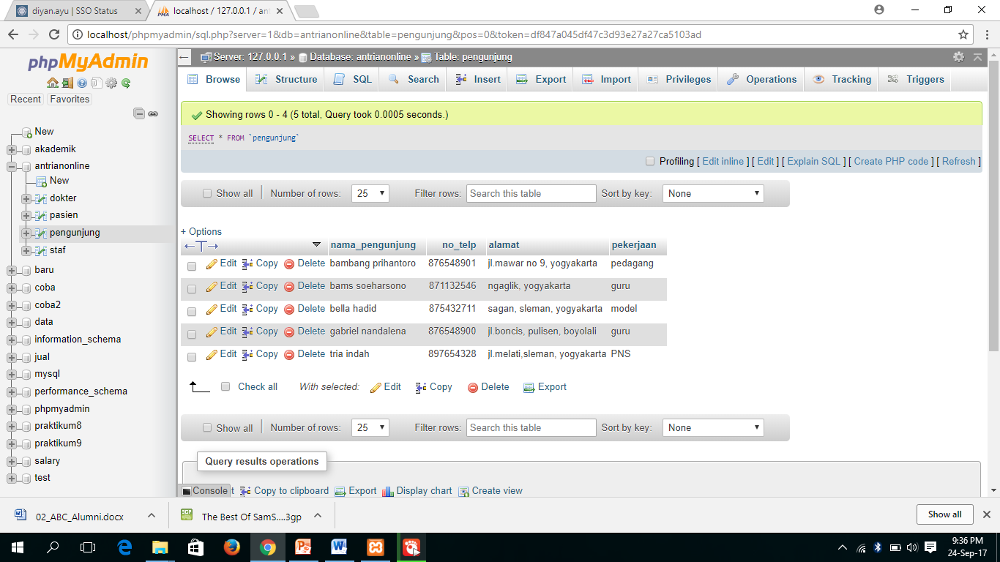 diyan.ayu | SSO Status
localhost / 127.0.0.1 / an
localhost/phpmyadmin/sql.php?server=1&db=antrianonline&table=pengunjung&pos=0&token=df847a045df47c3d93e27a27ca5103ad
phpMyAdmin
Recent Favorites
New
akademik
antrianonline
New
dokter
pasien
pengunjung
staf
baru
coba
coba2
data
information_schema
jual
mysql
performance_schema
phpmyadmin
praktikum8
praktikum9
salary
test
Server: 127.0.0.1 » Database: antrianonline » Table: pengunjung
Browse Structure SQL Search Insert Export Import Privileges Operations Tracking Triggers
Showing rows 0 - 4 (5 total, Query took 0.0005 seconds.)
SELECT * FROM `pengunjung`
Profiling [ Edit inline ] [ Edit ] [ Explain SQL ] [ Create PHP code ] [ Refresh ]
Show all Number of rows: 25 Filter rows: Search this table Sort by key: None
+ Options
nama_pengunjung no_telp alamat pekerjaan
Edit Copy Delete bambang prihantoro 876548901 jl.mawar no 9, yogyakarta pedagang
Edit Copy Delete bams soeharsono 871132546 ngaglik, yogyakarta guru
Edit Copy Delete bella hadid 875432711 sagan, sleman, yogyakarta model
Edit Copy Delete gabriel nandalena 876548900 jl.boncis, pulisen, boyolali guru
Edit Copy Delete tria indah 897654328 jl.melati,sleman, yogyakarta PNS
Check all With selected: Edit Copy Delete Export
Show all Number of rows: 25 Filter rows: Search this table Sort by key: None
Query results operations
Console t Copy to clipboard Export Display chart Create view
02_ABC_Alumni.docx The Best Of SamS....3gp Show all
9:36 PM
24-Sep-17